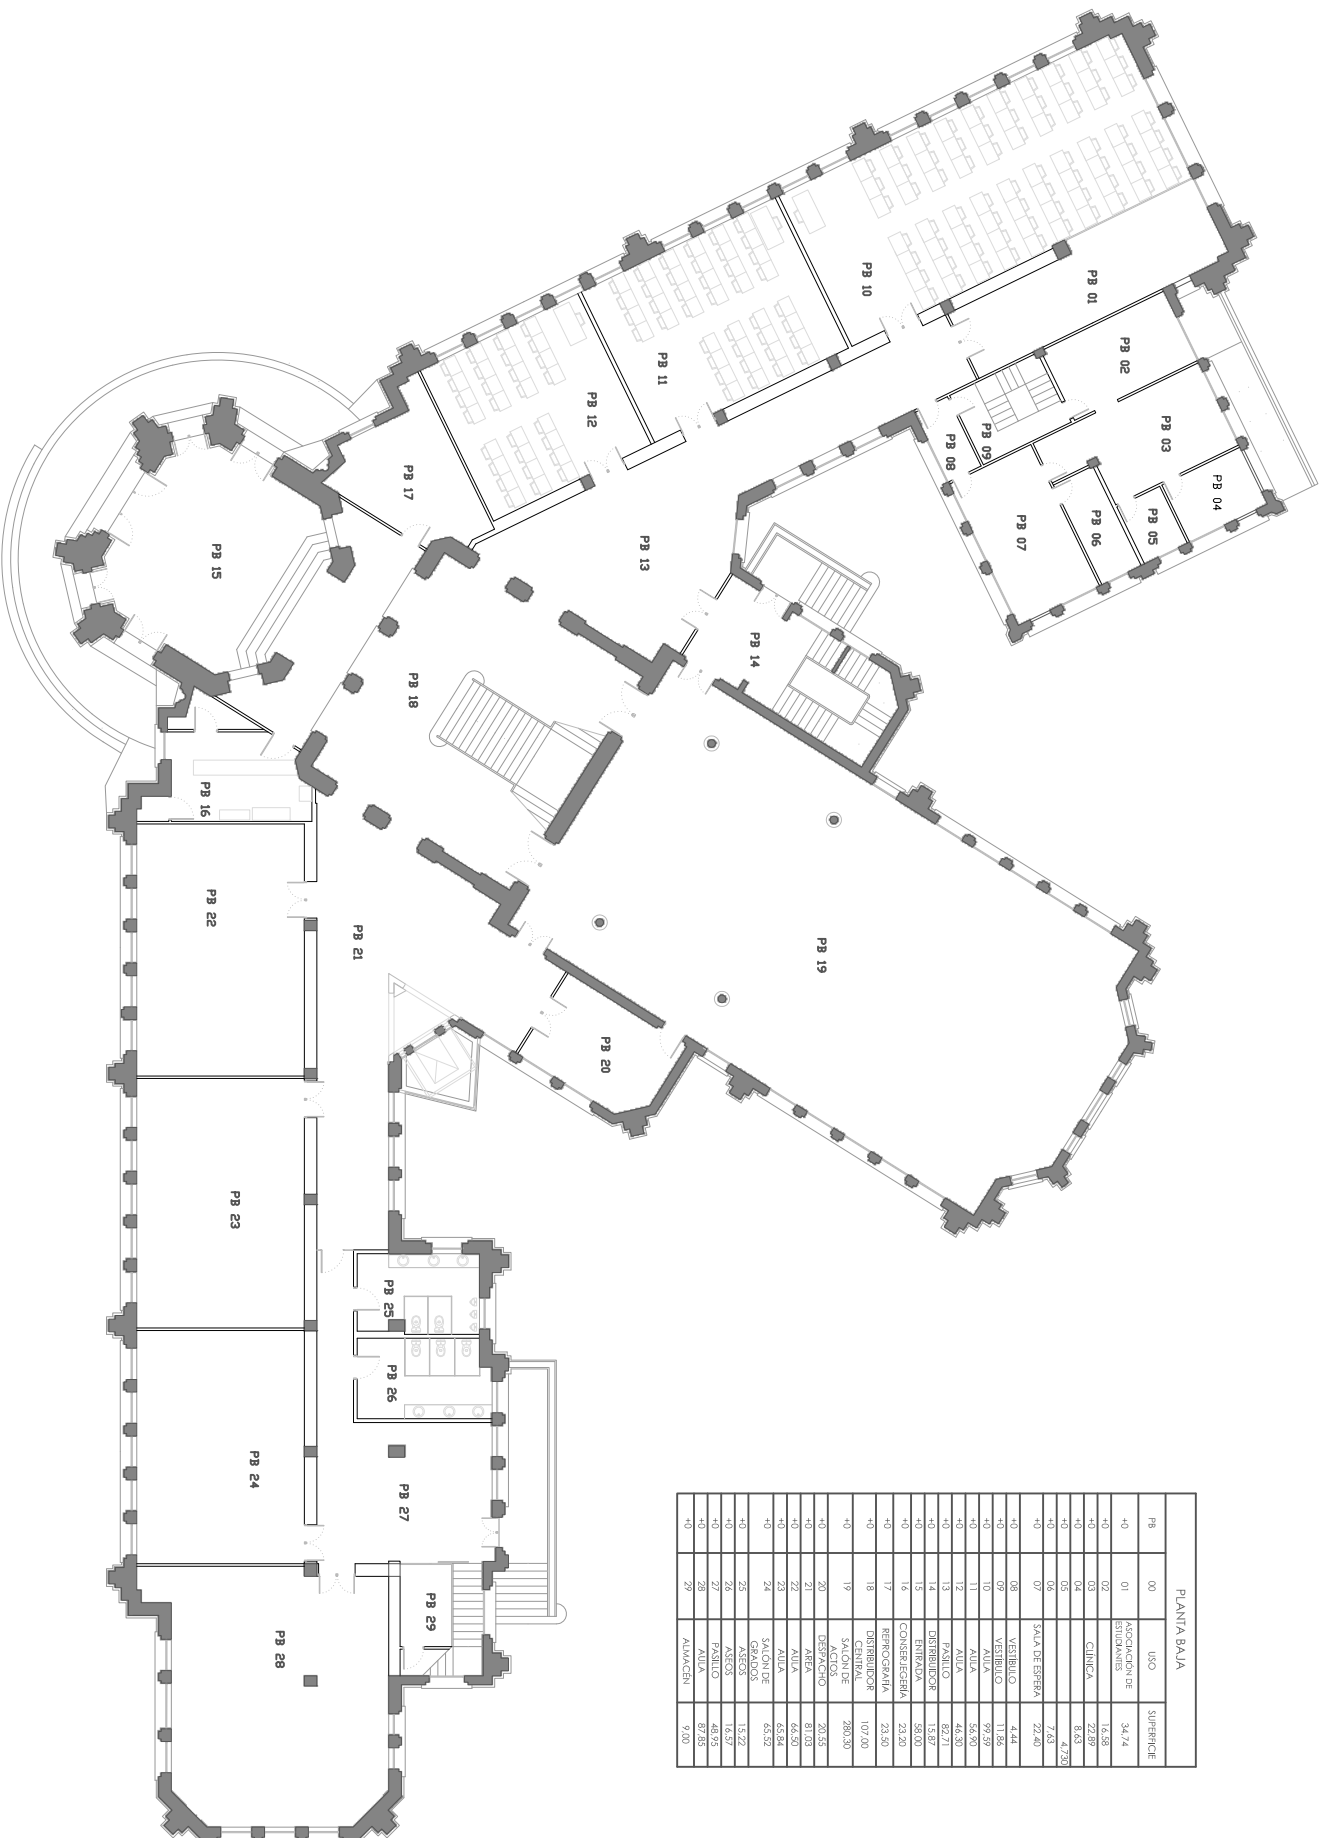 PB 01
PB 02
PB 03
PB 04
PB 05
PB 06
PB 07
PB 08
PB 09
PB 10
PB 11
PB 12
PB 13
PB 14
PB 15
PB 16
PB 17
PB 18
PB 19
PB 20
PB 21
PB 22
PB 23
PB 24
PB 25
PB 26
PB 27
PB 28
PB 29
PLANTA BAJA
PB 00 USO SUPERFICIE
+0 01 ASOCIACIÓN DE ESTUDIANTES 34,74
+0 02 16,58
+0 03 CLÍNICA 22,89
+0 04 8,63
+0 05 4,730
+0 06 7,63
+0 07 SALA DE ESPERA 22,40
+0 08 VESTÍBULO 4,44
+0 09 VESTÍBULO 11,86
+0 10 AULA 99,59
+0 11 AULA 56,90
+0 12 AULA 46,30
+0 13 PASILLO 82,71
+0 14 DISTRIBUIDOR 15,87
+0 15 ENTRADA 58,00
+0 16 CONSERJEGERÍA 23,20
+0 17 REPROGRAFÍA 23,50
+0 18 DISTRIBUIDOR CENTRAL 107,00
+0 19 SALÓN DE ACTOS 280,30
+0 20 DESPACHO 20,55
+0 21 AREA 81,03
+0 22 AULA 66,50
+0 23 AULA 65,84
+0 24 SALÓN DE GRADOS 65,52
+0 25 ASEOS 15,22
+0 26 ASEOS 16,57
+0 27 PASILLO 48,95
+0 28 AULA 87,85
+0 29 ALMACÉN 9,00